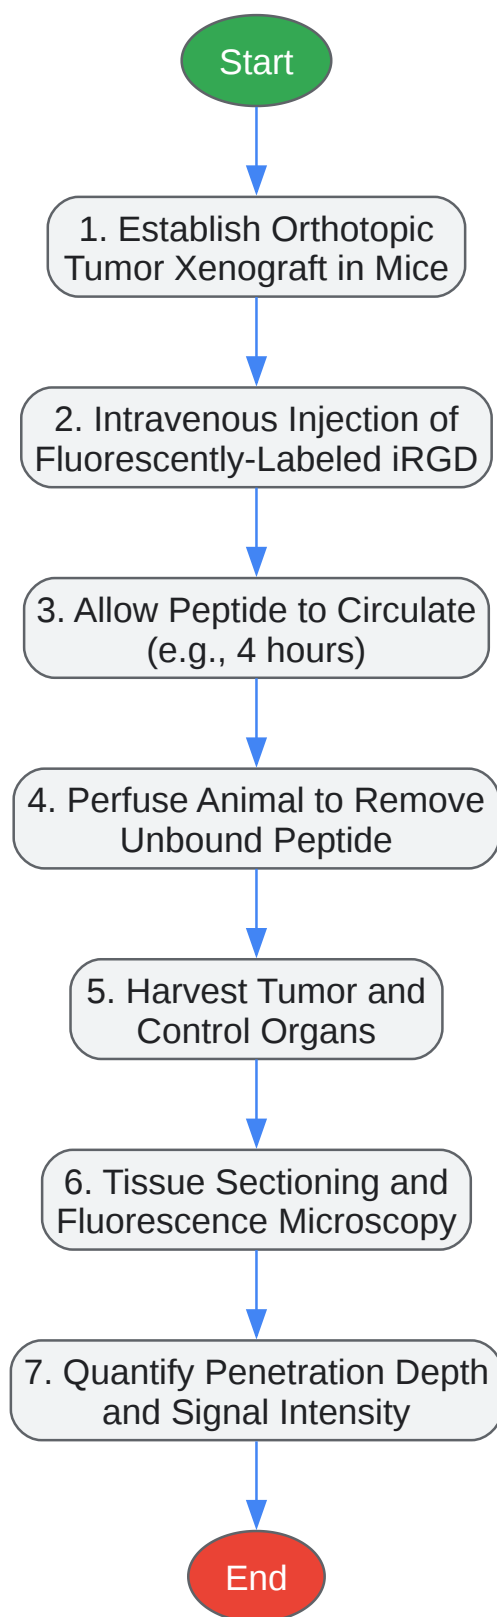 Start
1. Establish Orthotopic
Tumor Xenograft in Mice
2. Intravenous Injection of
Fluorescently-Labeled iRGD
3. Allow Peptide to Circulate
(e.g., 4 hours)
4. Perfuse Animal to Remove
Unbound Peptide
5. Harvest Tumor and
Control Organs
6. Tissue Sectioning and
Fluorescence Microscopy
7. Quantify Penetration Depth
and Signal Intensity
End